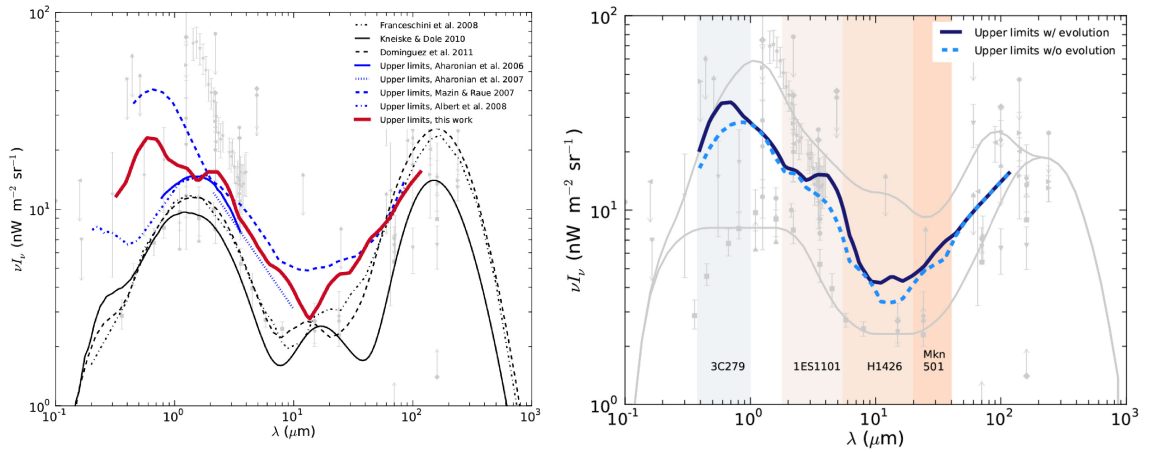 10²
10¹
10⁰
νI_ν (nW m⁻² sr⁻¹)
Franceschini et al. 2008
Kneiske & Dole 2010
Dominguez et al. 2011
Upper limits, Aharonian et al. 2006
Upper limits, Aharonian et al. 2007
Upper limits, Mazin & Raue 2007
Upper limits, Albert et al. 2008
Upper limits, this work
10⁻¹ 10⁰ 10¹ 10² 10³
λ (μm)
10²
10¹
10⁰
νI_ν (nW m⁻² sr⁻¹)
Upper limits w/ evolution
Upper limits w/o evolution
3C279
1ES1101
H1426
Mkn
501
10⁻¹ 10⁰ 10¹ 10² 10³
λ (μm)